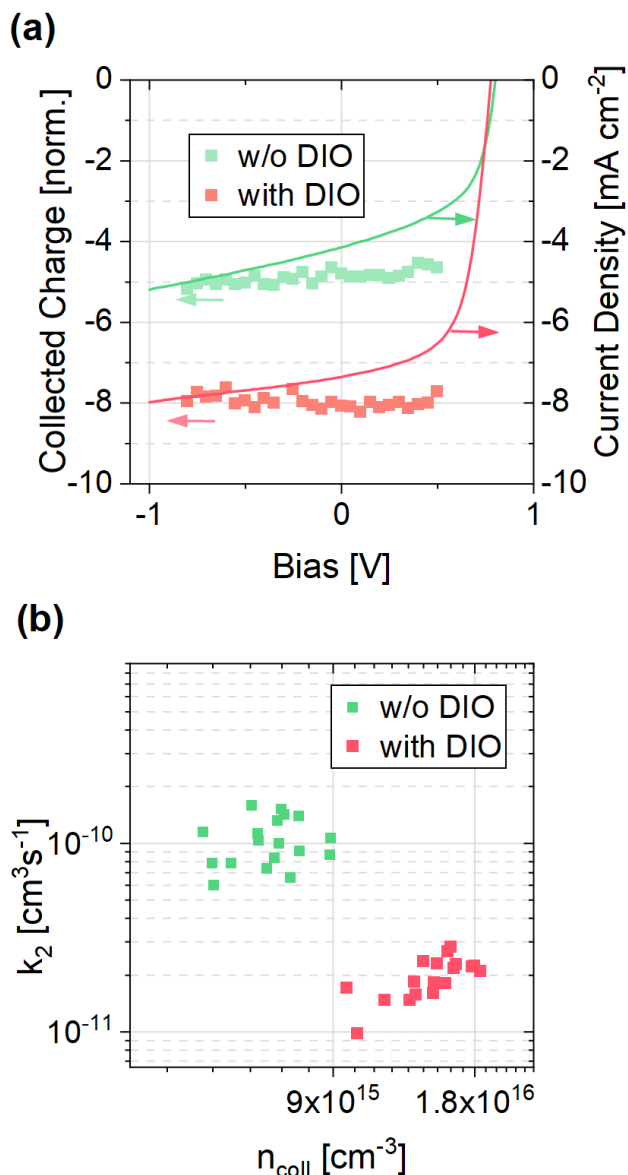 (a)
0
-2
-4
-6
-8
-10
0
-2
-4
-6
-8
-10
w/o DIO
with DIO
Collected Charge [norm.]
Current Density [mA cm⁻²]
-1
0
1
Bias [V]
(b)
w/o DIO
with DIO
10⁻¹⁰
10⁻¹¹
k₂ [cm³s⁻¹]
9x10¹⁵
1.8x10¹⁶
n_coll [cm⁻³]